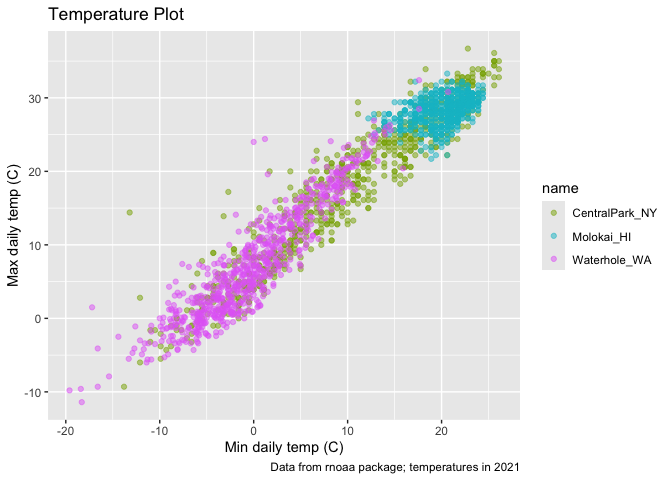 Temperature Plot
Max daily temp (C)
30
20
10
0
-10
-20
-10
0
10
20
Min daily temp (C)
name
CentralPark_NY
Molokai_HI
Waterhole_WA
Data from rnoaa package; temperatures in 2021